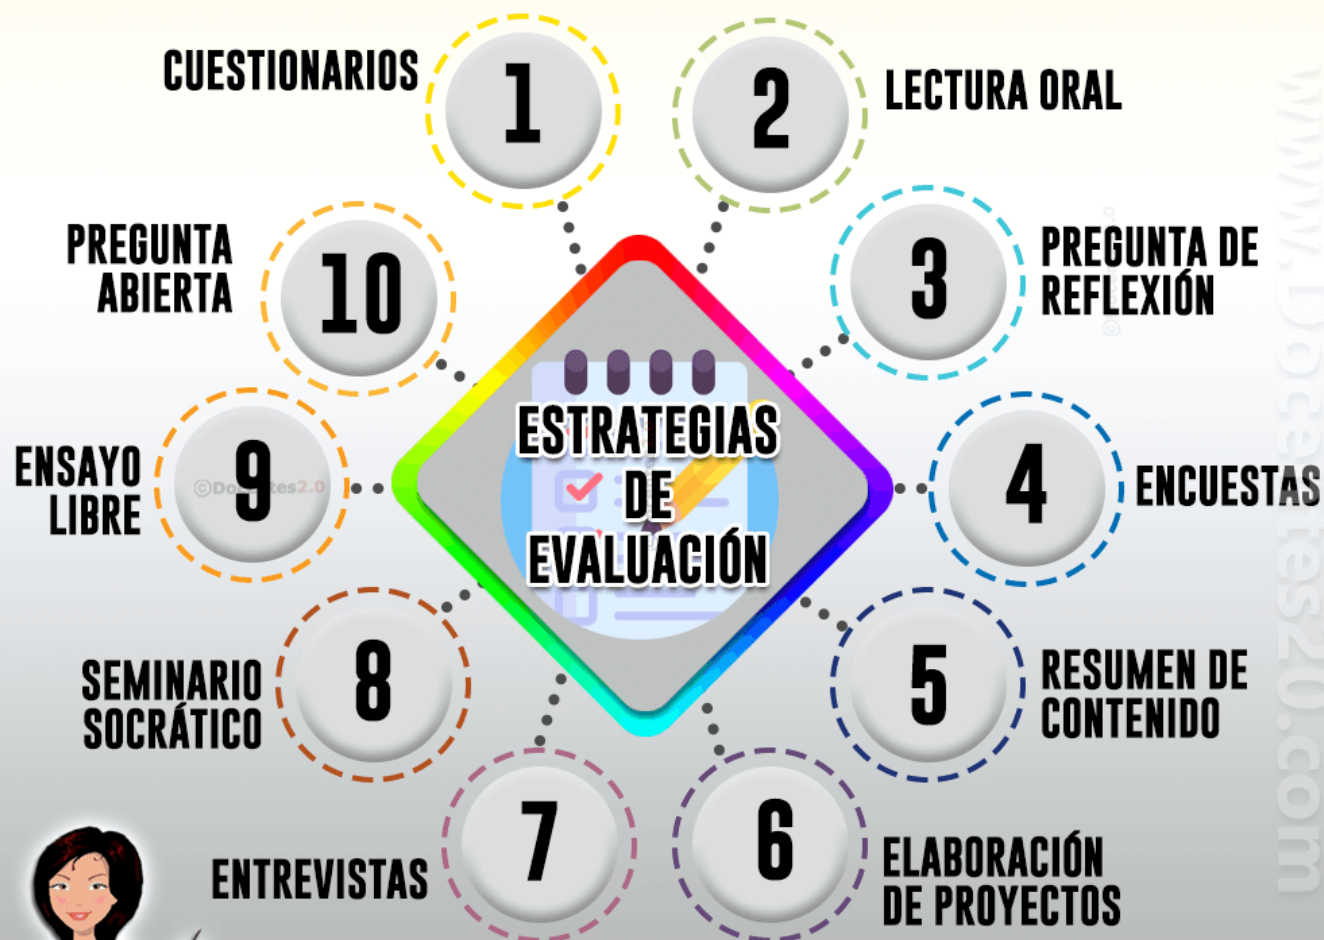 CUESTIONARIOS
1
2
LECTURA ORAL
3
PREGUNTA DE
REFLEXIÓN
4
ENCUESTAS
5
RESUMEN DE
CONTENIDO
6
ELABORACIÓN
DE PROYECTOS
7
ENTREVISTAS
8
SEMINARIO
SOCRÁTICO
9
ENSAYO
LIBRE
10
PREGUNTA
ABIERTA
ESTRATEGIAS
DE
EVALUACIÓN
www.Docentes20.com